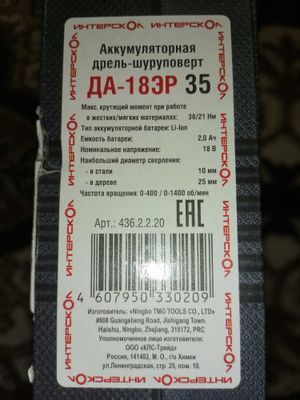 ИНТЕРСКОЛ
Аккумуляторная
дрель-шуруповерт
ДА-18ЭР 35
Макс. крутящий момент при работе
в жестких/мягких материалах: 38/21 Нм
Тип аккумуляторной батареи: Li-Ion
Емкость батареи: 2,0 Ач
Номинальное напряжение: 18 В
Наибольший диаметр сверления:
- в стали 10 мм
- в дереве 25 мм
Частота вращения: 0-400 / 0-1400 об/мин
Арт.: 436.2.2.20
EAC
4 607950 330209
Изготовитель:
«Ningbo TMG TOOLS CO., LTD»
#808 Guangsheng Road, Jishigang Town.
Haishu, Ningbo, Zhejiang, 315172, PRC
Уполномоченное лицо изготовителя:
ООО «КЛС-Трейд»
Россия, 141402, М. О., г/о Химки
ул.Ленинградская, стр. 25, пом. 10.